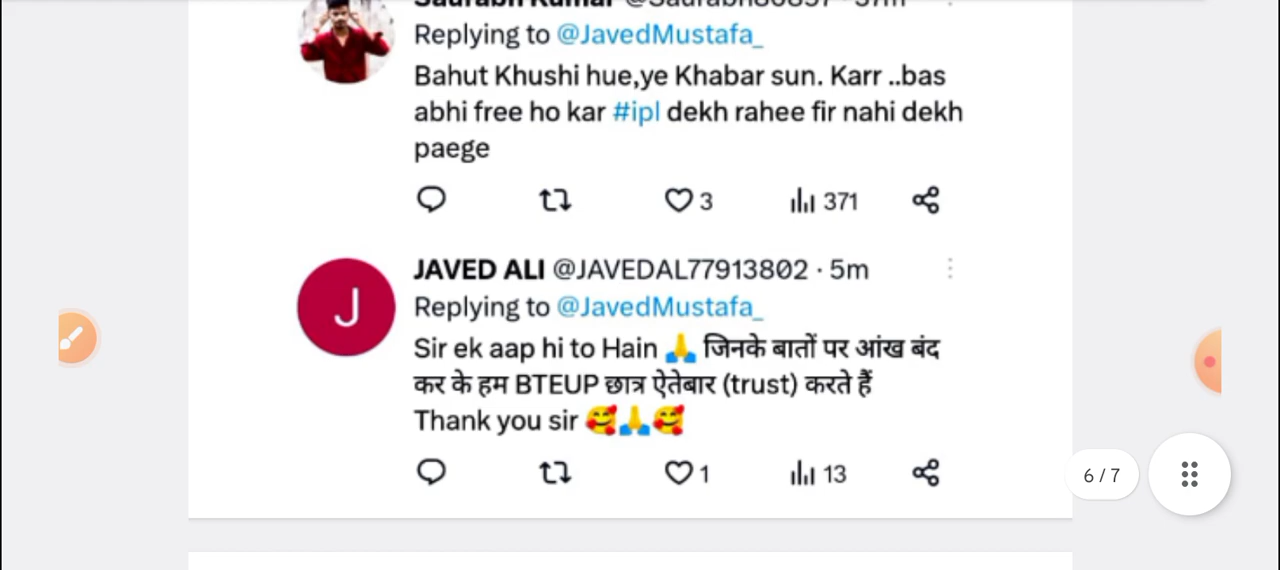 Saurabh Kumar @Saurabh86857 · 37m
Replying to @JavedMustafa_
Bahut Khushi hue,ye Khabar sun. Karr ..bas
abhi free ho kar #ipl dekh rahee fir nahi dekh
paege
3 371
JAVED ALI @JAVEDAL77913802 · 5m
Replying to @JavedMustafa_
Sir ek aap hi to Hain 🙏 जिनके बातों पर आंख बंद
कर के हम BTEUP छात्र ऐतेबार (trust) करते हैं
Thank you sir 🥰🙏🥰
1 13
6 / 7
J